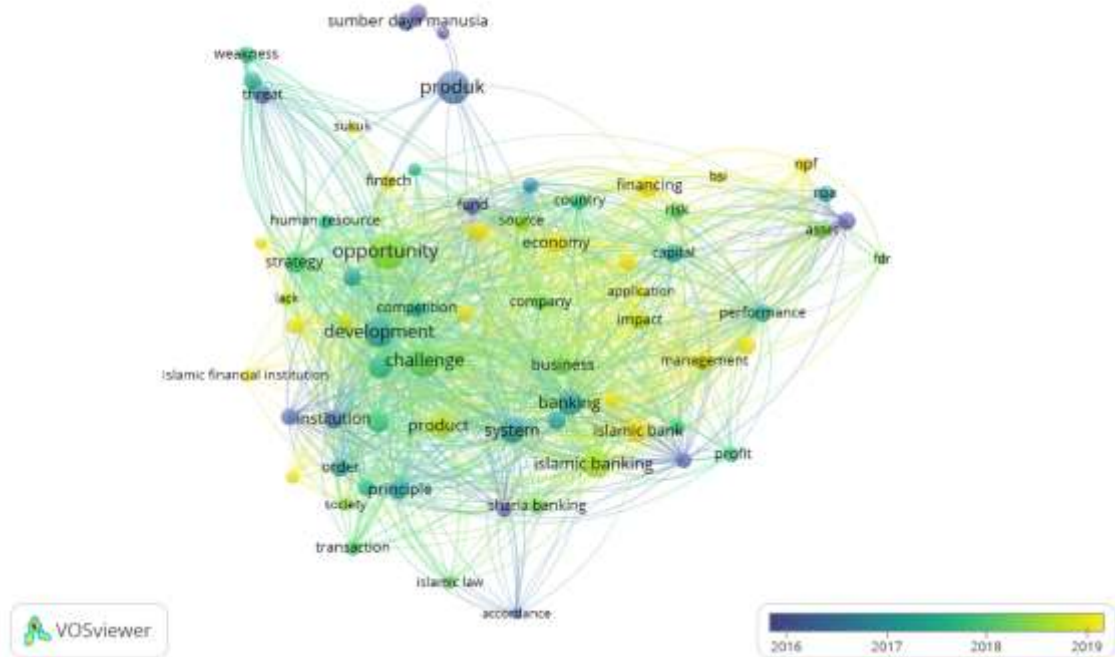 sumber daya manusia
weakness
produk
threat
sukuk
npf
bsi
fintech
financing
roa
fund
country
risk
human resource
source
asset
opportunity
economy
capital
strategy
fdr
application
lack
company
competition
performance
impact
development
challenge
management
business
islamic financial institution
banking
institution
product
system
islamic bank
profit
islamic banking
order
principle
society
sharia banking
transaction
islamic law
accordance
VOSviewer
2016 2017 2018 2019